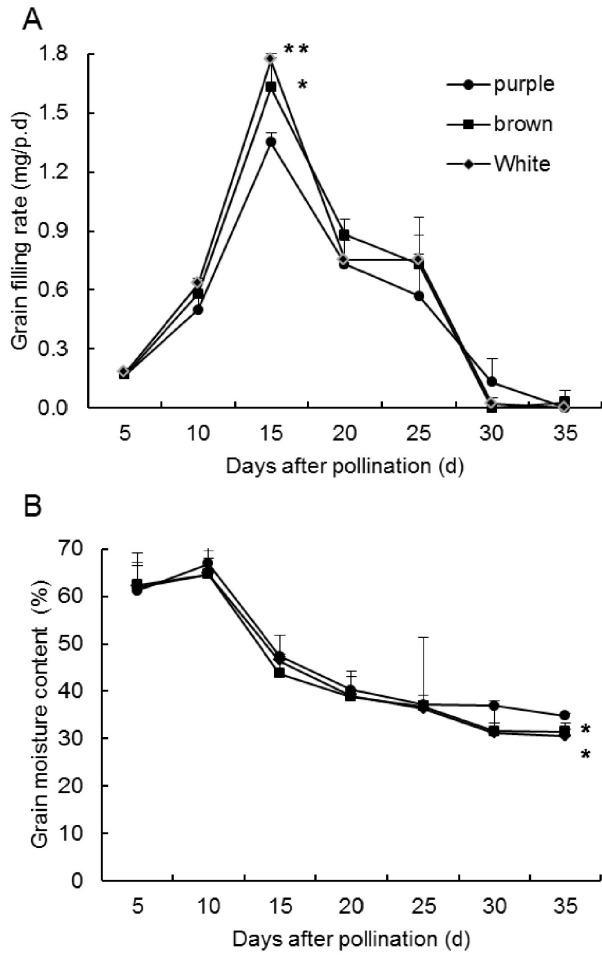 A
Grain filling rate (mg/p.d)
1.8
1.5
1.2
0.9
0.6
0.3
0.0
**
*
purple
brown
White
5 10 15 20 25 30 35
Days after pollination (d)
B
Grain moisture content (%)
70
60
50
40
30
20
10
0
*
*
5 10 15 20 25 30 35
Days after pollination (d)